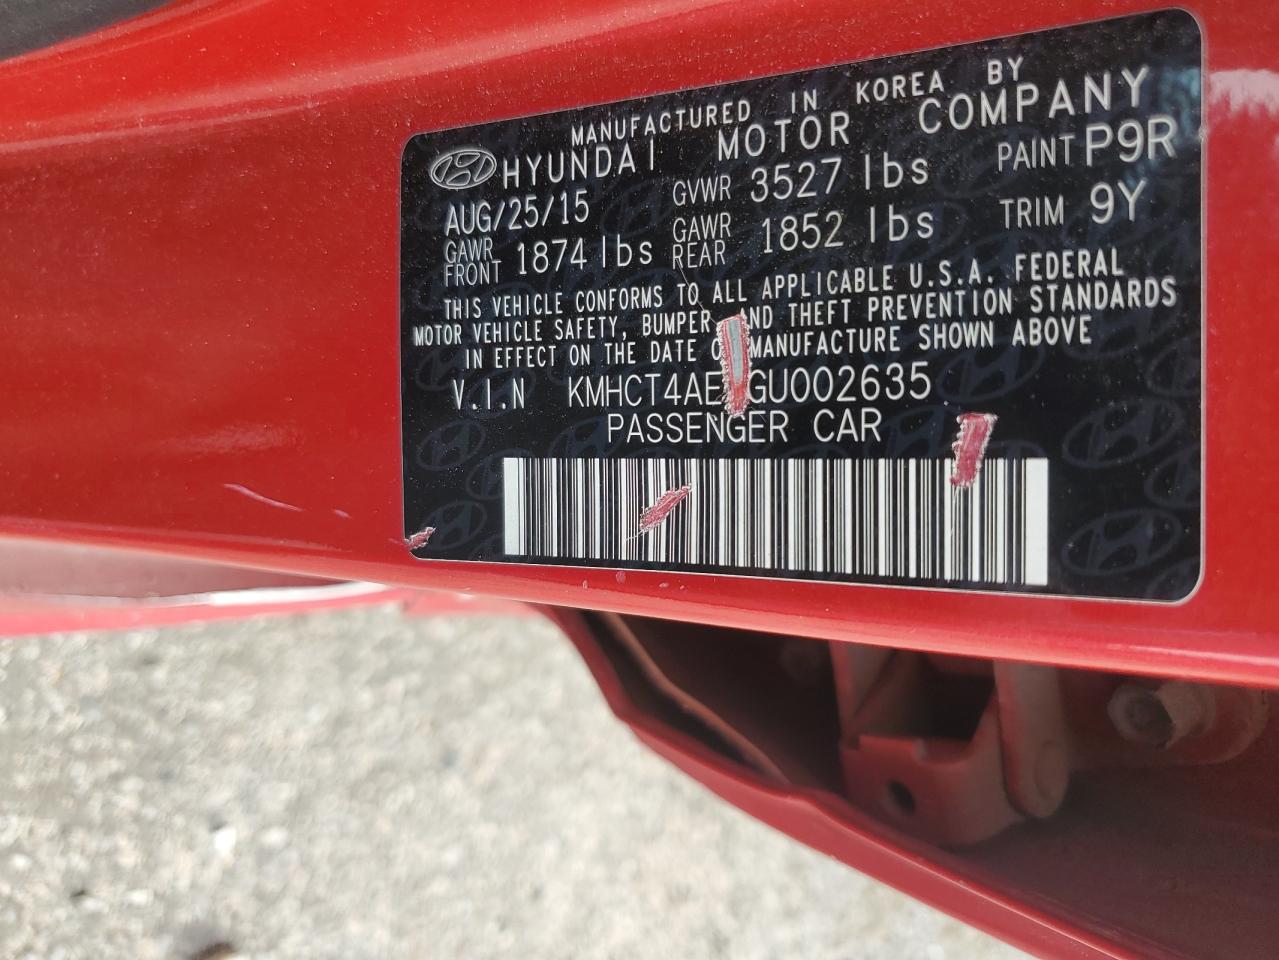 MANUFACTURED IN KOREA BY
HYUNDAI MOTOR COMPANY
AUG/25/15 GVWR 3527 lbs PAINT P9R
GAWR FRONT 1874 lbs GAWR REAR 1852 lbs TRIM 9Y
THIS VEHICLE CONFORMS TO ALL APPLICABLE U.S.A. FEDERAL
MOTOR VEHICLE SAFETY, BUMPER AND THEFT PREVENTION STANDARDS
IN EFFECT ON THE DATE OF MANUFACTURE SHOWN ABOVE
V.I.N KMHCT4AE GU002635
PASSENGER CAR